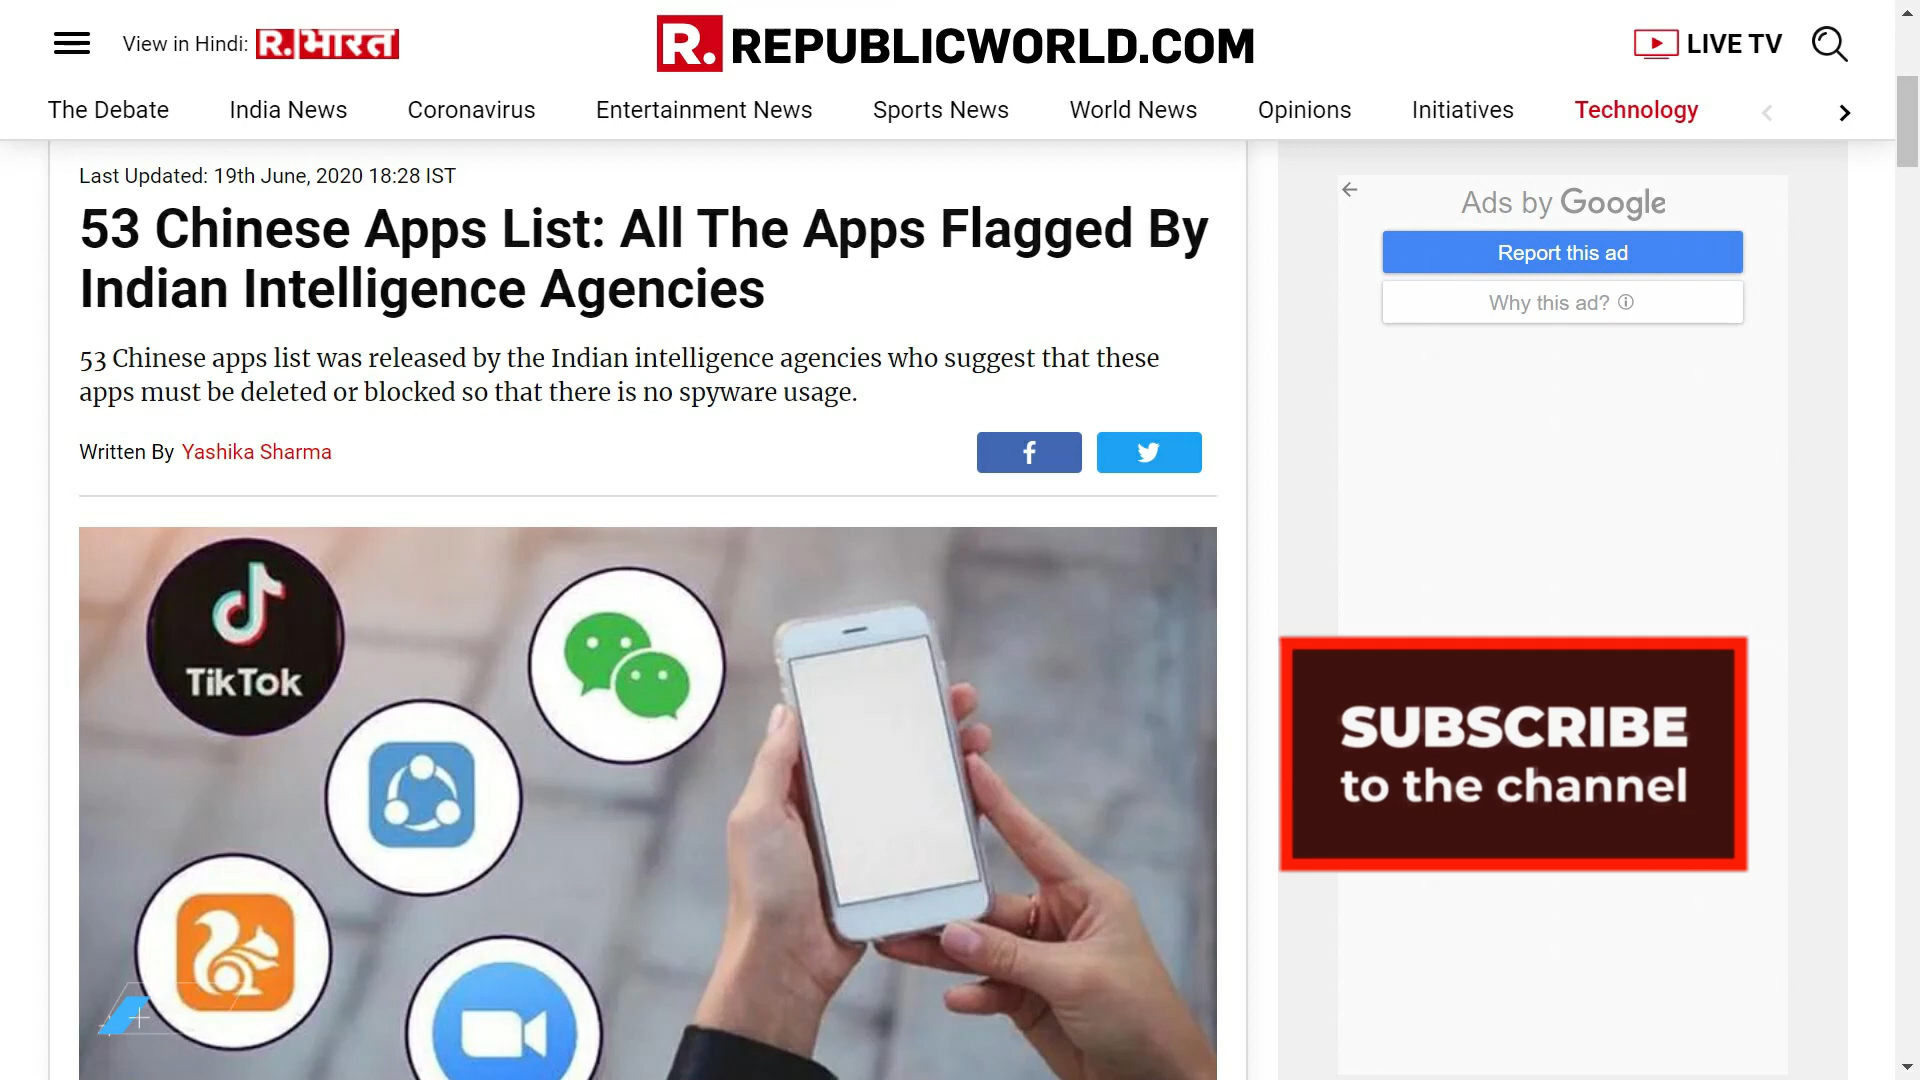 View in Hindi: R.भारत
R. REPUBLICWORLD.COM
LIVE TV
The Debate
India News
Coronavirus
Entertainment News
Sports News
World News
Opinions
Initiatives
Technology
Last Updated: 19th June, 2020 18:28 IST
53 Chinese Apps List: All The Apps Flagged By
Indian Intelligence Agencies
53 Chinese apps list was released by the Indian intelligence agencies who suggest that these
apps must be deleted or blocked so that there is no spyware usage.
Written By Yashika Sharma
TikTok
Ads by Google
Report this ad
Why this ad?
SUBSCRIBE
to the channel